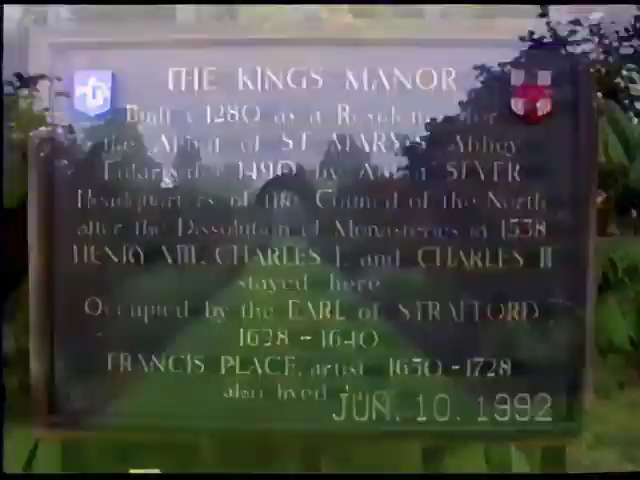 THE KINGS MANOR
Built c 1280 as a Residence for
the Abbot of ST MARY'S Abbey
Enlarged 1490 by Abbot SEVER
Headquarters of the Council of the North
after the Dissolution of Monasteries in 1538
HENRY VIII, CHARLES I and CHARLES II
stayed here
Occupied by the EARL of STRAFFORD
1628 - 1640
FRANCIS PLACE, artist 1650 - 1728
also lived
JUN. 10. 1992